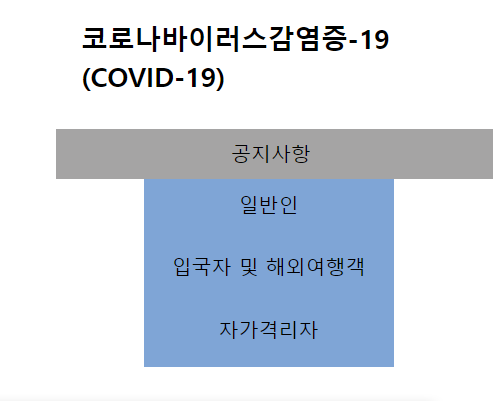 코로나바이러스감염증-19
(COVID-19)
공지사항
일반인
입국자 및 해외여행객
자가격리자